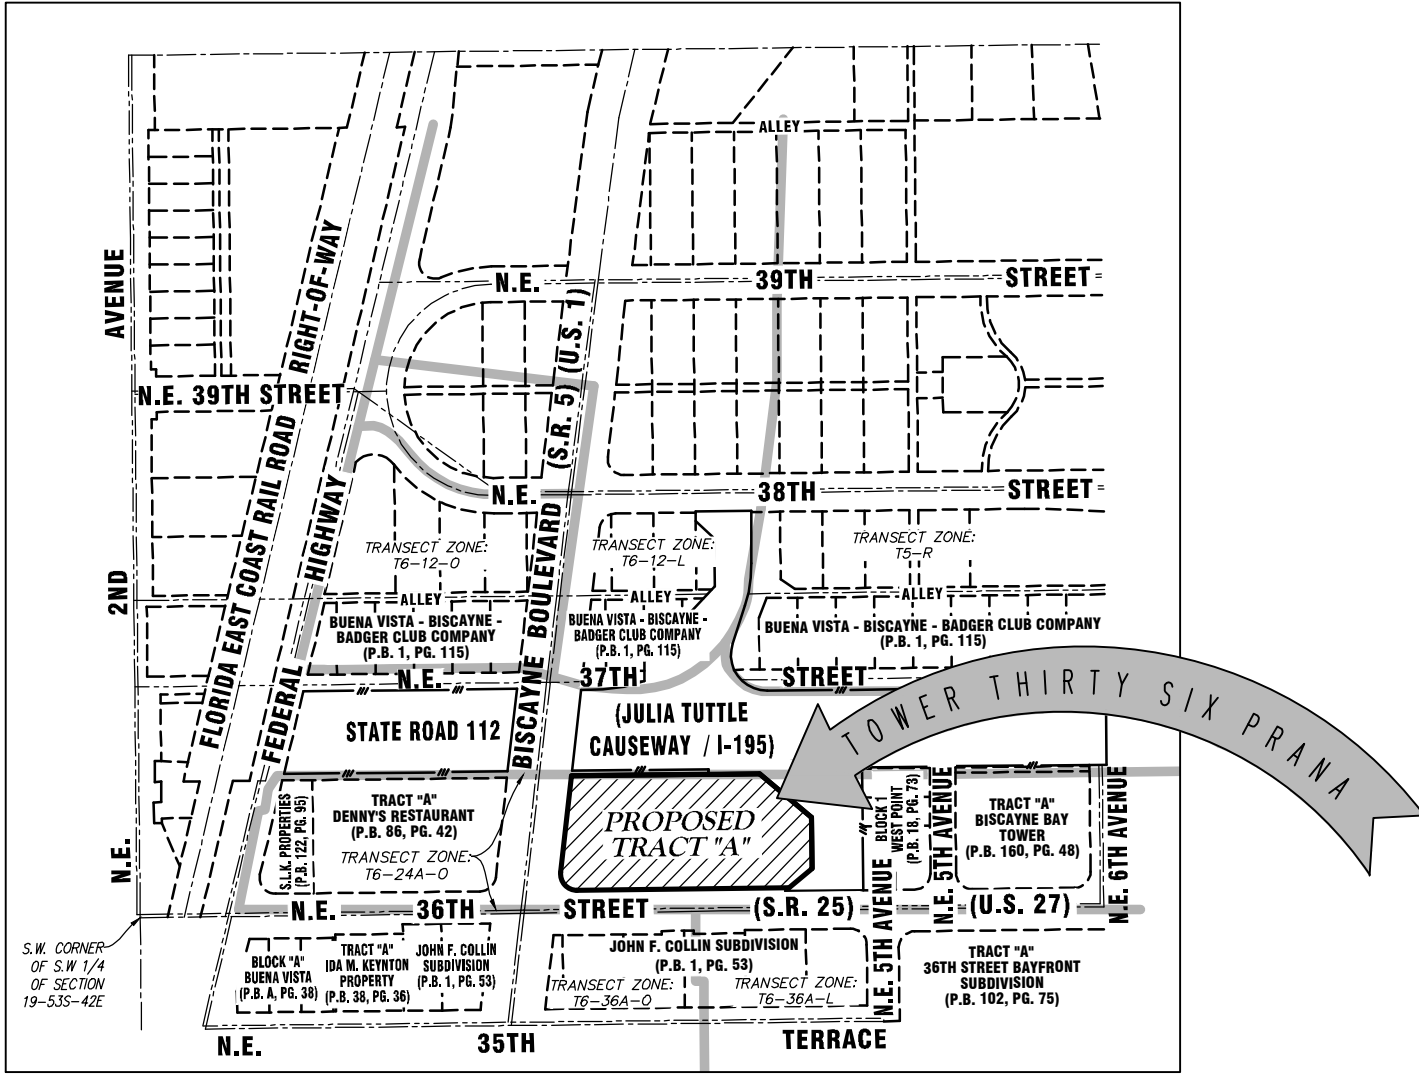 ALLEY
AVENUE
RIGHT-OF-WAY
N.E. 39TH STREET
(S.R. 5) (U.S. 1)
N.E. 39TH STREET
FLORIDA EAST COAST RAIL ROAD
HIGHWAY
N.E. 38TH STREET
TRANSECT ZONE:
T6-12-O
TRANSECT ZONE:
T6-12-L
TRANSECT ZONE:
T5-R
2ND
ALLEY
ALLEY
ALLEY
BUENA VISTA - BISCAYNE -
BADGER CLUB COMPANY
(P.B. 1, PG. 115)
BUENA VISTA - BISCAYNE -
BADGER CLUB COMPANY
(P.B. 1, PG. 115)
BUENA VISTA - BISCAYNE - BADGER CLUB COMPANY
(P.B. 1, PG. 115)
BISCAYNE BOULEVARD
FEDERAL
N.E. 37TH STREET
TOWER THIRTY SIX PRANA
STATE ROAD 112
(JULIA TUTTLE
CAUSEWAY / I-195)
S.L.K. PROPERTIES
(P.B. 122, PG. 95)
TRACT "A"
DENNY'S RESTAURANT
(P.B. 86, PG. 42)
TRANSECT ZONE:
T6-24A-O
PROPOSED
TRACT "A"
BLOCK 1
WEST POINT
(P.B. 18, PG. 73)
N.E. 5TH AVENUE
TRACT "A"
BISCAYNE BAY
TOWER
(P.B. 160, PG. 48)
N.E. 6TH AVENUE
N.E.
N.E. 36TH STREET (S.R. 25) (U.S. 27)
S.W. CORNER
OF S.W 1/4
OF SECTION
19-53S-42E
BLOCK "A"
BUENA VISTA
(P.B. A, PG. 38)
TRACT "A"
IDA M. KEYNTON
PROPERTY
(P.B. 38, PG. 36)
JOHN F. COLLIN
SUBDIVISION
(P.B. 1, PG. 53)
JOHN F. COLLIN SUBDIVISION
(P.B. 1, PG. 53)
TRANSECT ZONE:
T6-36A-O
TRANSECT ZONE:
T6-36A-L
N.E. 5TH AVENUE
TRACT "A"
36TH STREET BAYFRONT
SUBDIVISION
(P.B. 102, PG. 75)
N.E. 35TH TERRACE